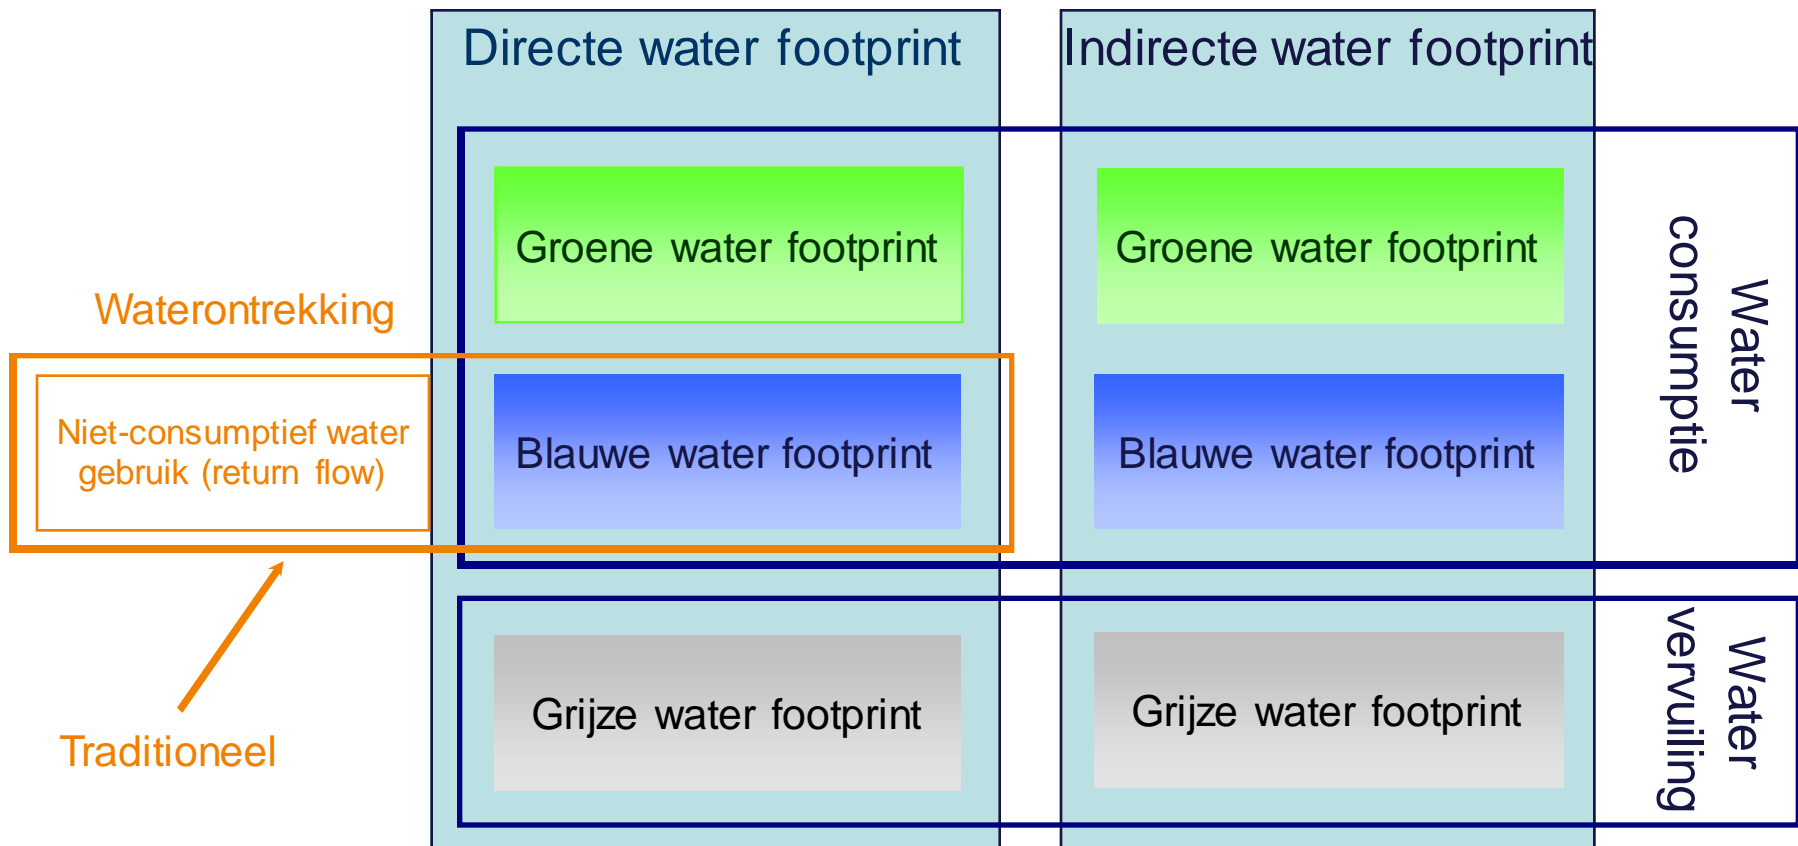 Directe water footprint
Indirecte water footprint
Groene water footprint
Groene water footprint
Water
consumptie
Waterontrekking
Niet-consumptief water
gebruik (return flow)
Blauwe water footprint
Blauwe water footprint
Grijze water footprint
Grijze water footprint
Water
vervuiling
Traditioneel